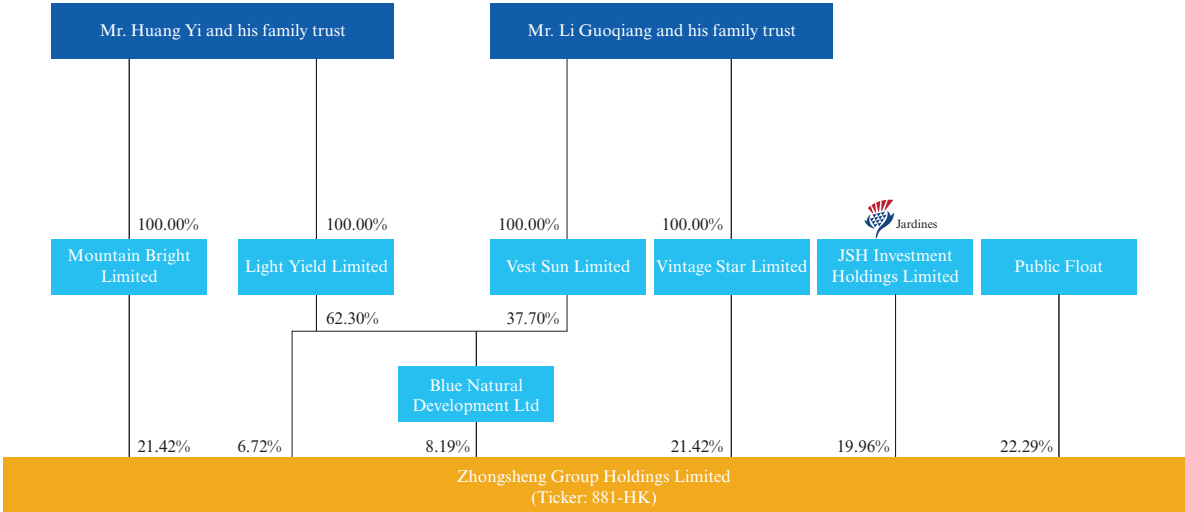 Mr. Huang Yi and his family trust
Mr. Li Guoqiang and his family trust
100.00%
100.00%
100.00%
100.00%
Jardines
Mountain Bright
Limited
Light Yield Limited
Vest Sun Limited
Vintage Star Limited
JSH Investment
Holdings Limited
Public Float
62.30%
37.70%
Blue Natural
Development Ltd
21.42%
6.72%
8.19%
21.42%
19.96%
22.29%
Zhongsheng Group Holdings Limited
(Ticker: 881-HK)